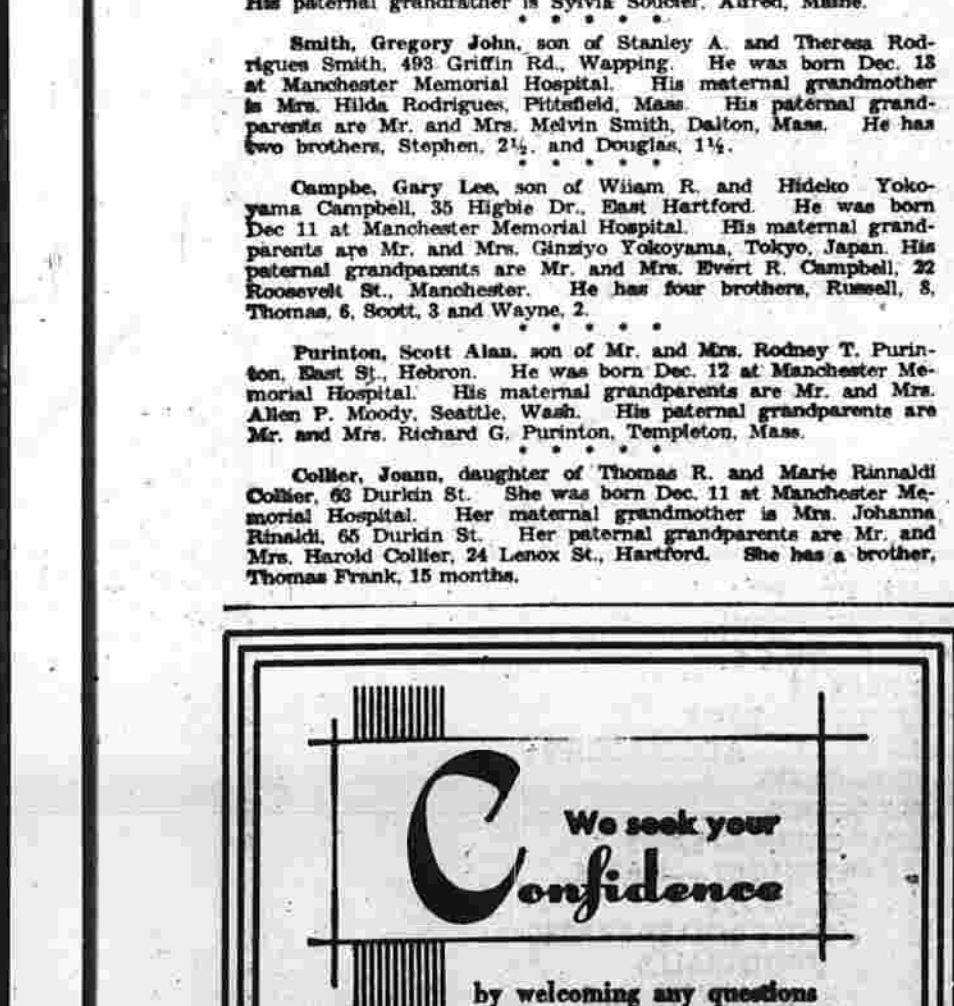 His paternal grandfather is Sylvia Soucier, Alfred, Maine.
* * * * *
Smith, Gregory John, son of Stanley A. and Theresa Rod-
rigues Smith, 493 Griffin Rd., Wapping. He was born Dec. 13
at Manchester Memorial Hospital. His maternal grandmother
is Mrs. Hilda Rodrigues, Pittsfield, Mass. His paternal grand-
parents are Mr. and Mrs. Melvin Smith, Dalton, Mass. He has
two brothers, Stephen, 2½, and Douglas, 1½.
* * * * *
Campbe, Gary Lee, son of Wiiam R. and Hideko Yoko-
yama Campbell, 35 Higbie Dr., East Hartford. He was born
Dec 11 at Manchester Memorial Hospital. His maternal grand-
parents are Mr. and Mrs. Ginziyo Yokoyama, Tokyo, Japan. His
paternal grandparents are Mr. and Mrs. Evert R. Campbell, 22
Roosevelt St., Manchester. He has four brothers, Russell, 8,
Thomas, 6, Scott, 3 and Wayne, 2.
* * * * *
Purinton, Scott Alan, son of Mr. and Mrs. Rodney T. Purin-
ton, East St., Hebron. He was born Dec. 12 at Manchester Me-
morial Hospital. His maternal grandparents are Mr. and Mrs.
Allen P. Moody, Seattle, Wash. His paternal grandparents are
Mr. and Mrs. Richard G. Purinton, Templeton, Mass.
* * * * *
Collier, Joann, daughter of Thomas R. and Marie Rinnaldi
Collier, 63 Durkin St. She was born Dec. 11 at Manchester Me-
morial Hospital. Her maternal grandmother is Mrs. Johanna
Rinaldi, 65 Durkin St. Her paternal grandparents are Mr. and
Mrs. Harold Collier, 24 Lenox St., Hartford. She has a brother,
Thomas Frank, 15 months.
We seek your
Confidence
by welcoming any questions